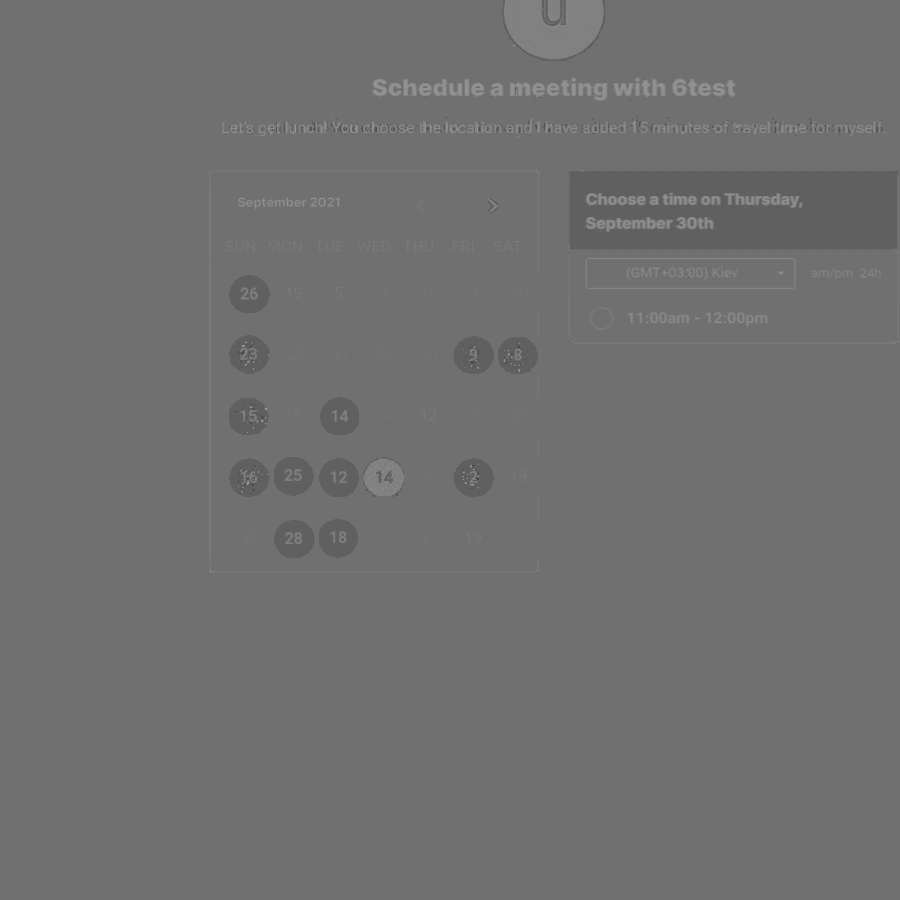 u
Schedule a meeting with 6test
Let's get lunch! You choose the location and I have added 15 minutes of travel time for myself.
September 2021
SUN MON TUE WED THU FRI SAT
26 19 5
23 9 8
15 14 12
16 25 12 14 2 19
28 18 19
Choose a time on Thursday,
September 30th
(GMT+03:00) Kiev am/pm 24h
11:00am - 12:00pm